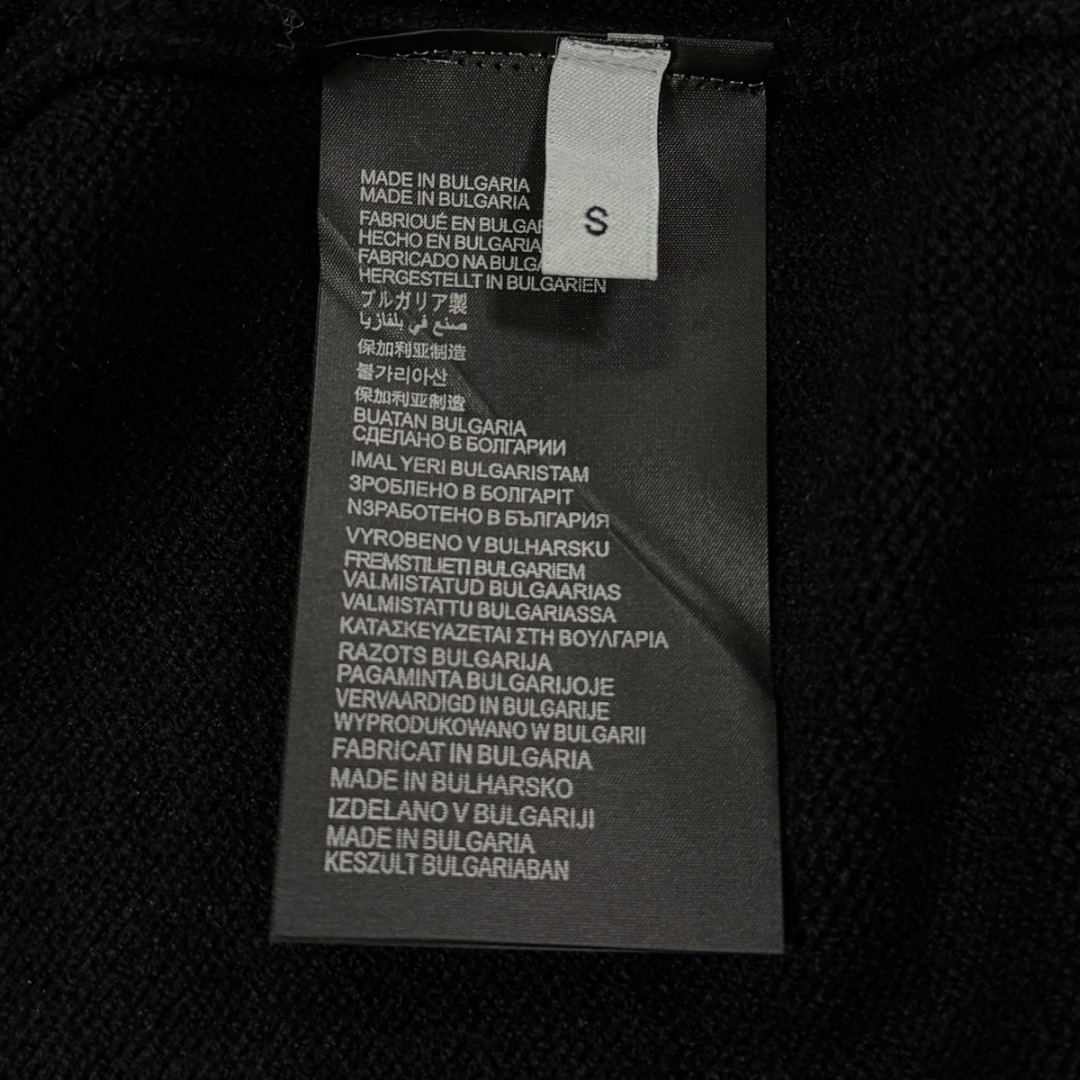 S
MADE IN BULGARIA
MADE IN BULGARIA
FABRIOUÉ EN BULGAR
HECHO EN BULGARIA
FABRICADO NA BULGA
HERGESTELLT IN BULGARIEN
ブルガリア製
صنع في بلغازيا
保加利亚制造
불가리아산
保加利亚制造
BUATAN BULGARIA
СДЕЛАНО В БОЛГАРИИ
IMAL YERI BULGARISTAM
ЗРОБЛЕНО В БОЛГАРІТ
NЗРАБОТЕНО В БЪЛГАРИЯ
VYROBENO V BULHARSKU
FREMSTILIETI BULGARIEM
VALMISTATUD BULGAARIAS
VALMISTATTU BULGARIASSA
ΚΑΤΑΣΚΕΥΑΖΕΤΑΙ ΣΤΗ ΒΟΥΛΓΑΡΙΑ
RAZOTS BULGARIJA
PAGAMINTA BULGARIJOJE
VERVAARDIGD IN BULGARIJE
WYPRODUKOWANO W BULGARII
FABRICAT IN BULGARIA
MADE IN BULHARSKO
IZDELANO V BULGARIJI
MADE IN BULGARIA
KESZULT BULGARIABAN